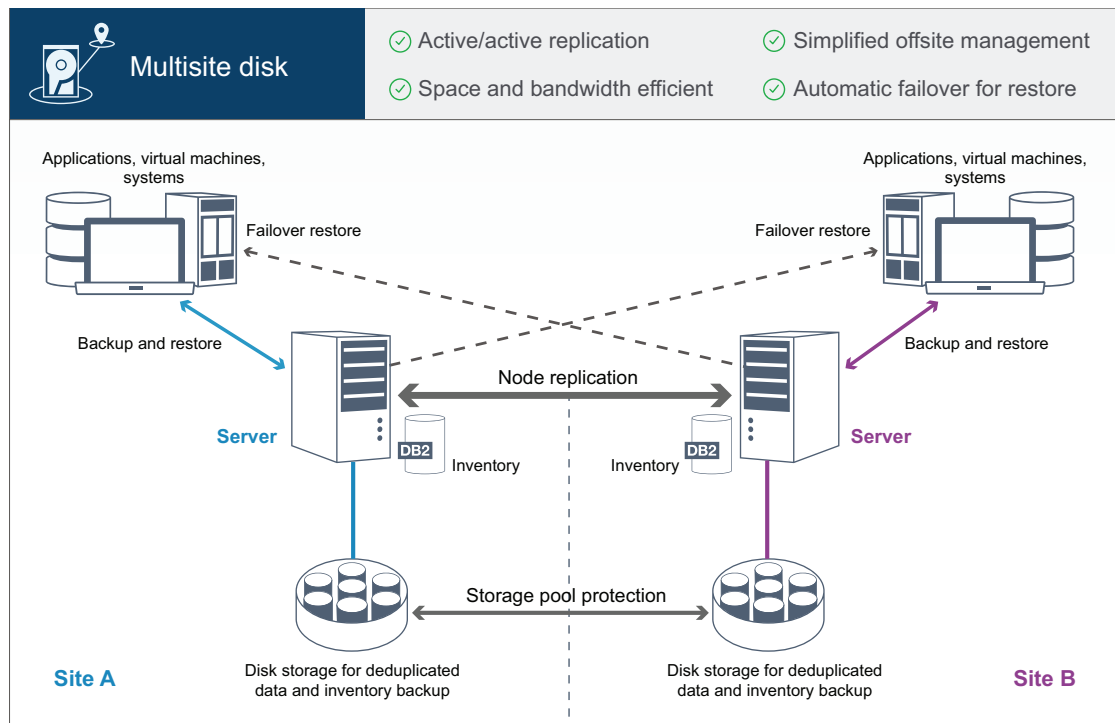 Multisite disk
Active/active replication
Simplified offsite management
Space and bandwidth efficient
Automatic failover for restore
Applications, virtual machines,
systems
Applications, virtual machines,
systems
Failover restore
Failover restore
Backup and restore
Backup and restore
Node replication
Server
Server
DB2
Inventory
DB2
Inventory
Storage pool protection
Disk storage for deduplicated
data and inventory backup
Disk storage for deduplicated
data and inventory backup
Site A
Site B